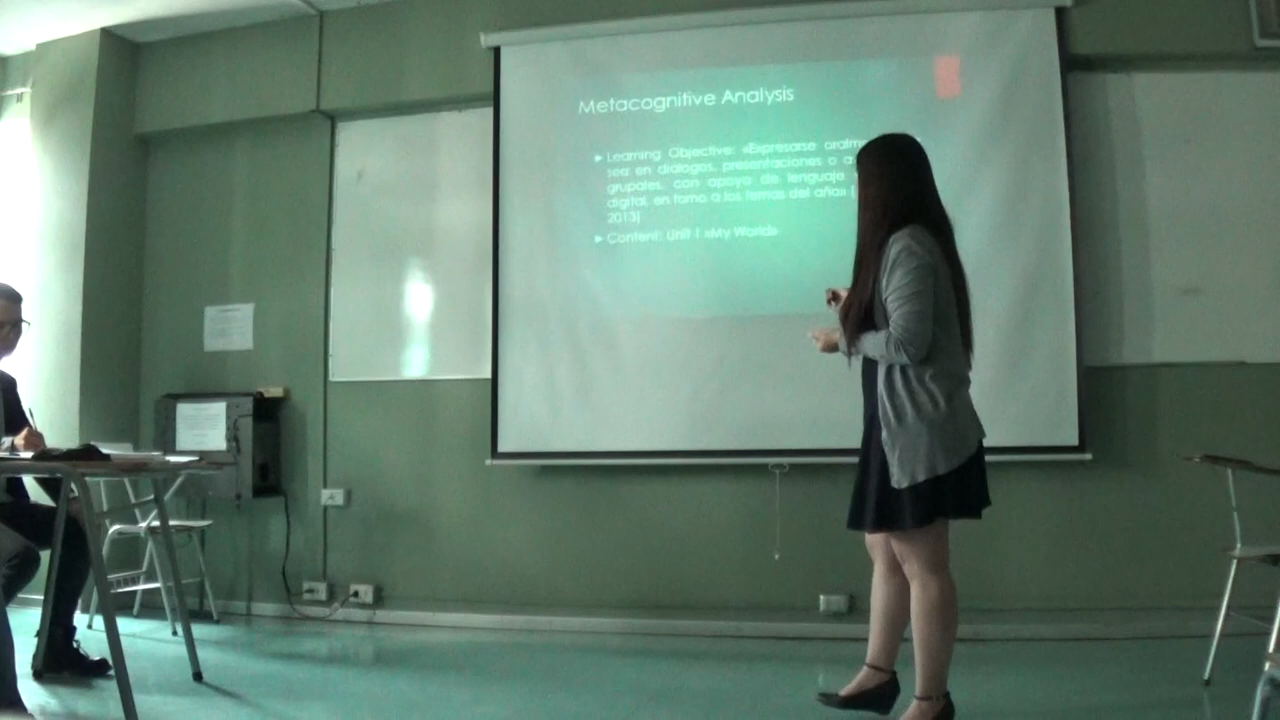 Metacognitive Analysis
► Learning Objective: «Expresarse oralm
sea en diálogos, presentaciones o a
grupales, con apoyo de lenguaje
digital, en torno a los temas del año» (
2013)
► Content: Unit 1 «My World»